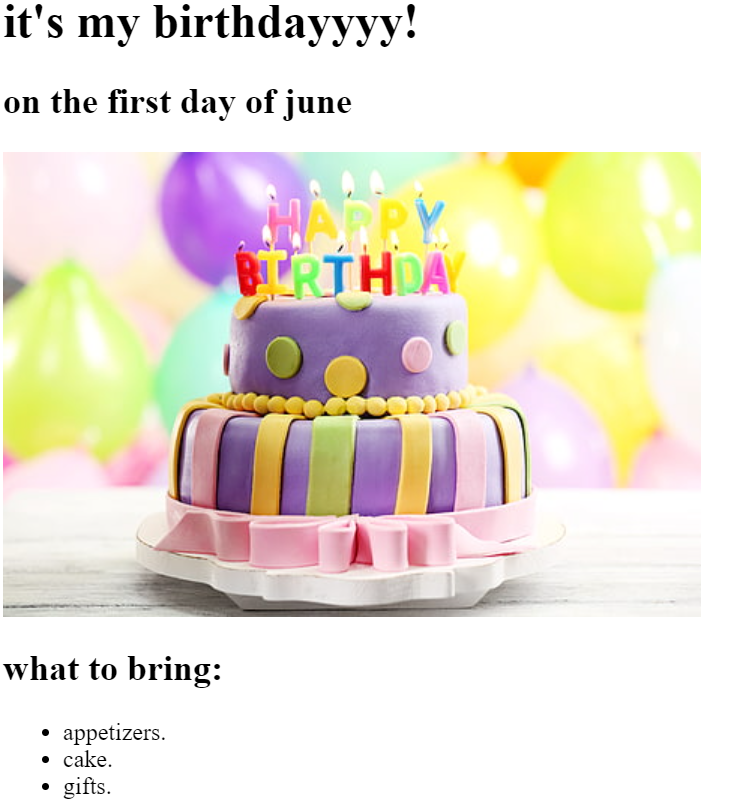 it's my birthdayyyy!
on the first day of june
HAPPY
BIRTHDAY
what to bring:
appetizers.
cake.
gifts.